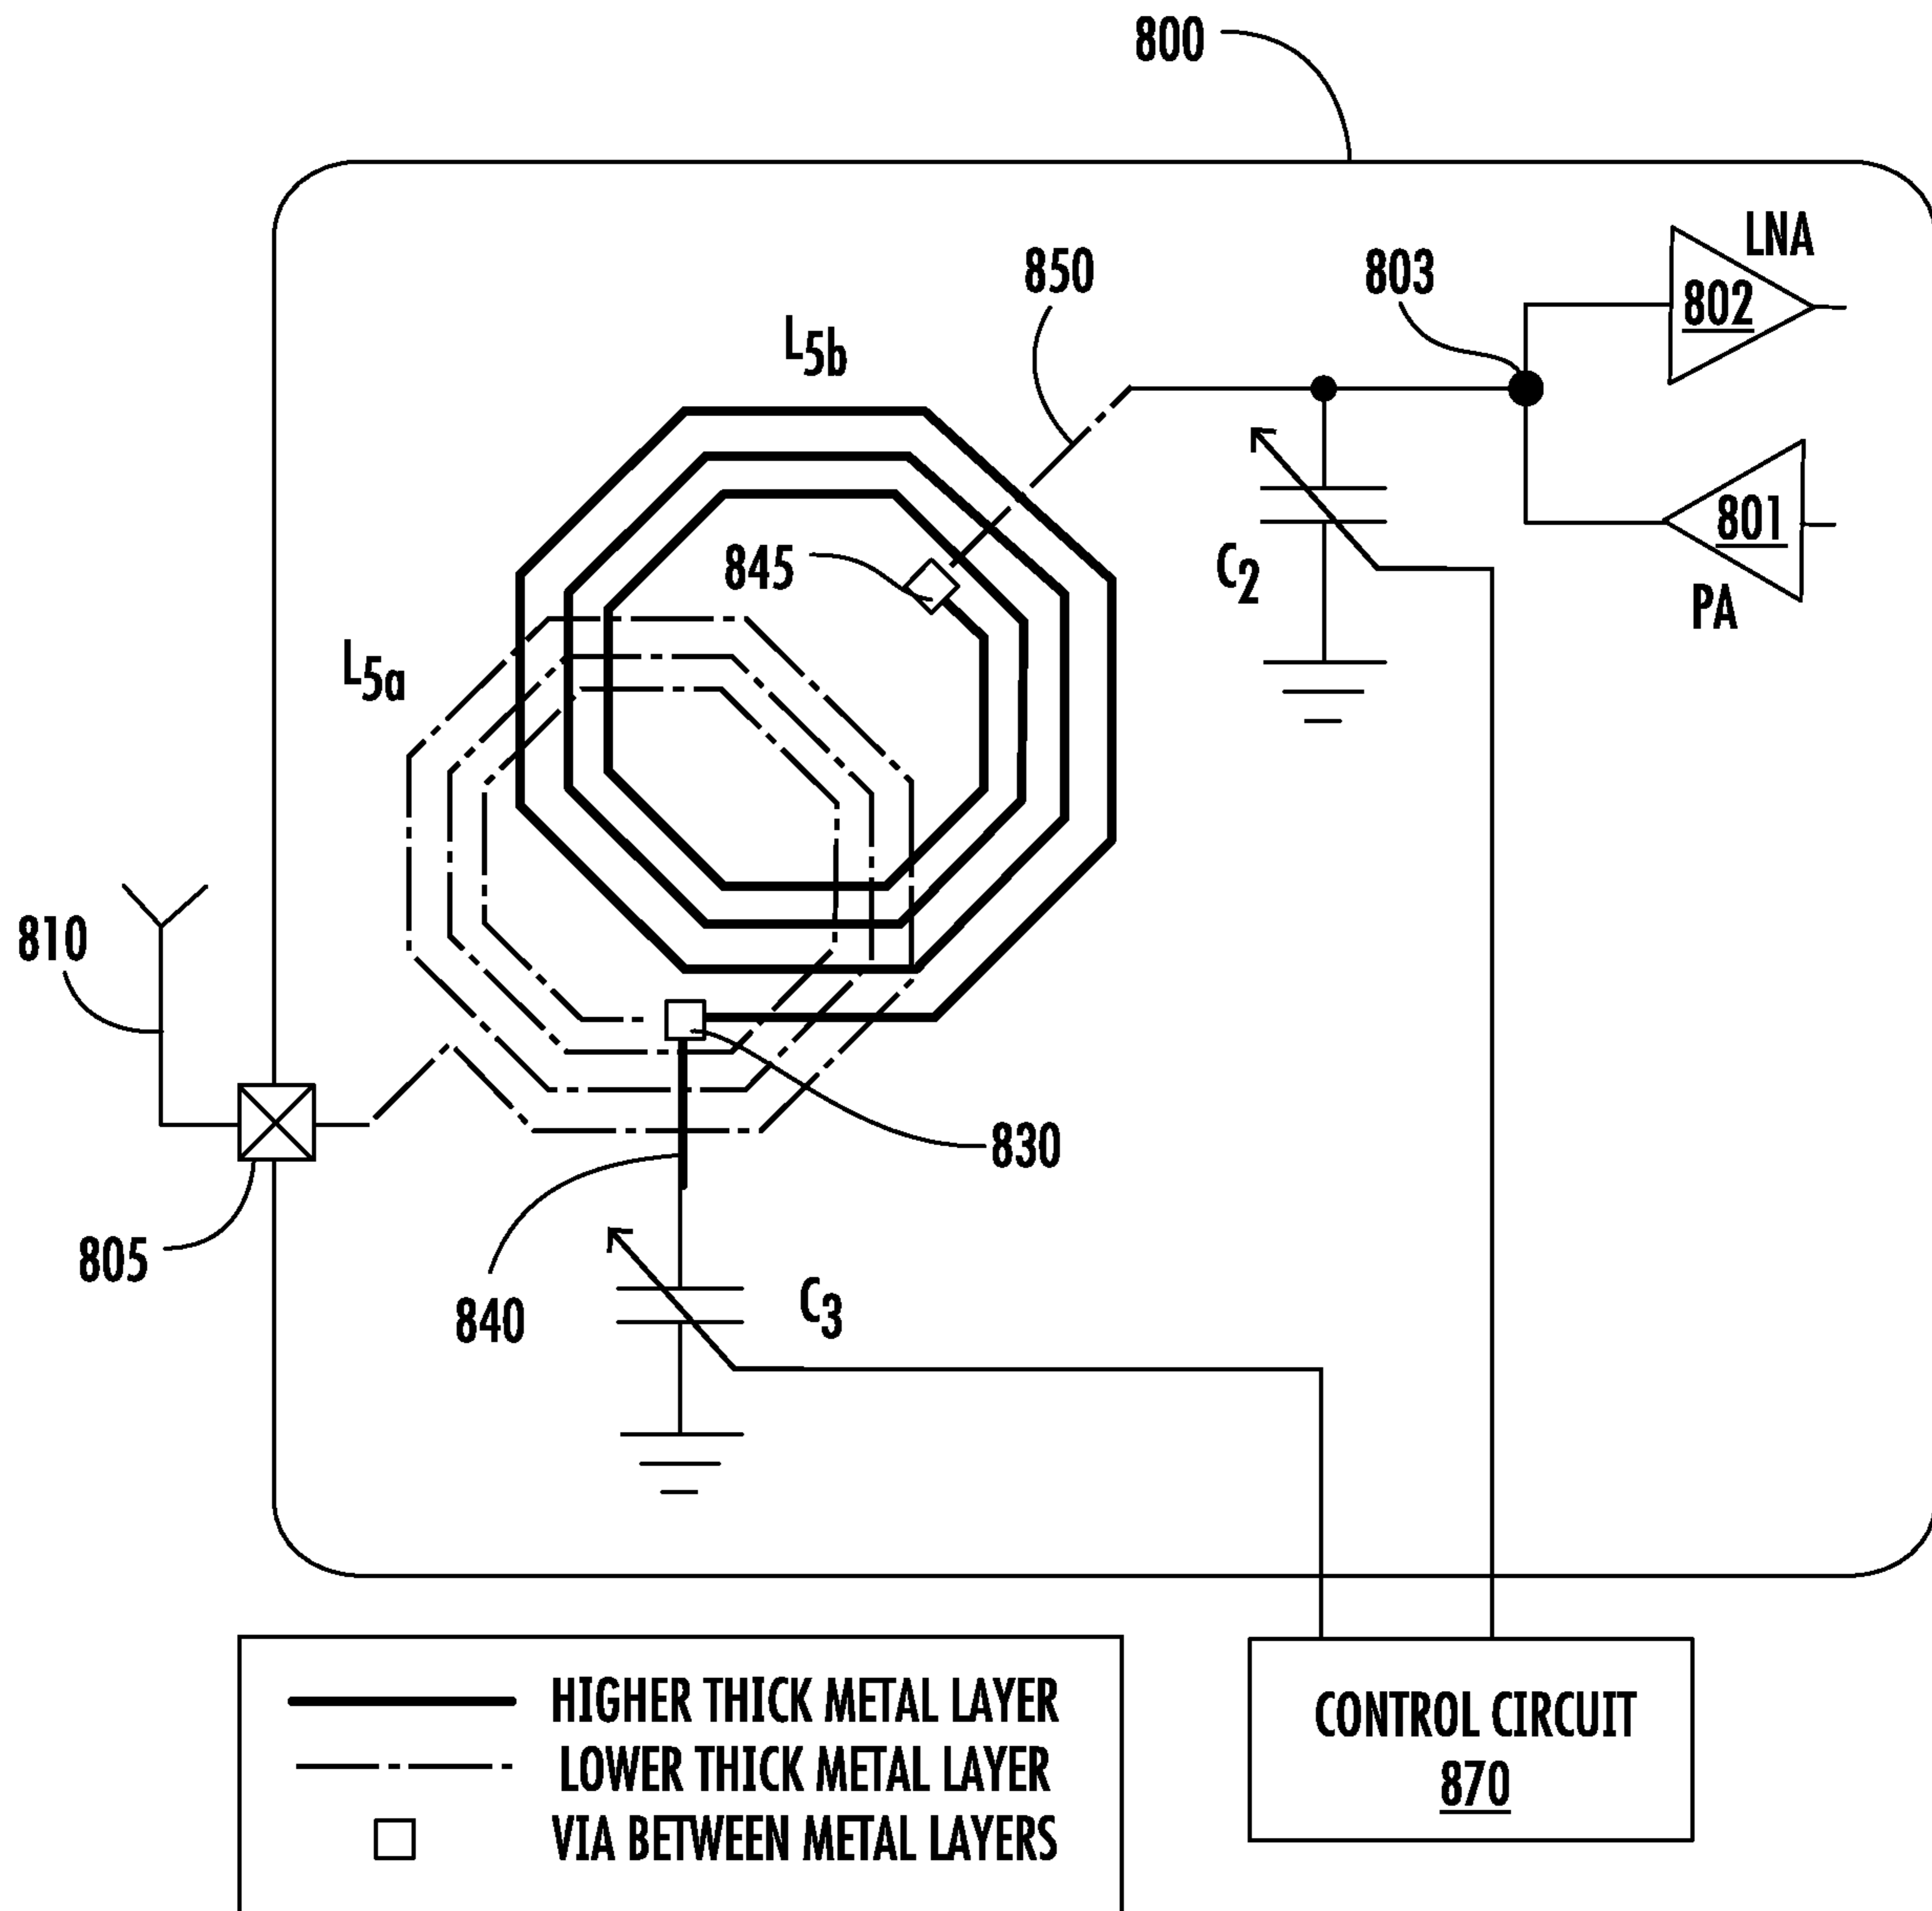 800
LNA
850
803
802
L5b
845
801
C2
PA
L5a
810
830
805
840
C3
HIGHER THICK METAL LAYER
LOWER THICK METAL LAYER
VIA BETWEEN METAL LAYERS
CONTROL CIRCUIT
870